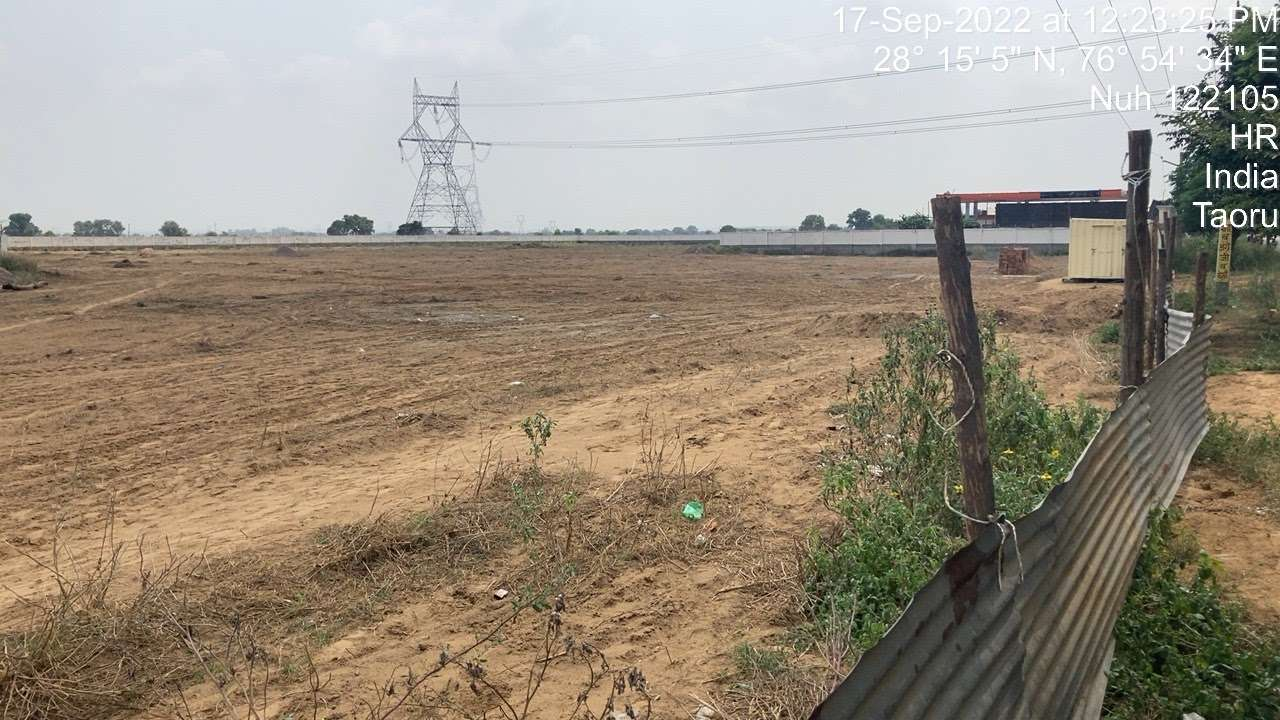 17-Sep-2022 at 12:23:25 PM
28° 15' 5" N, 76° 54' 34" E
Nuh 122105
HR
India
Taoru